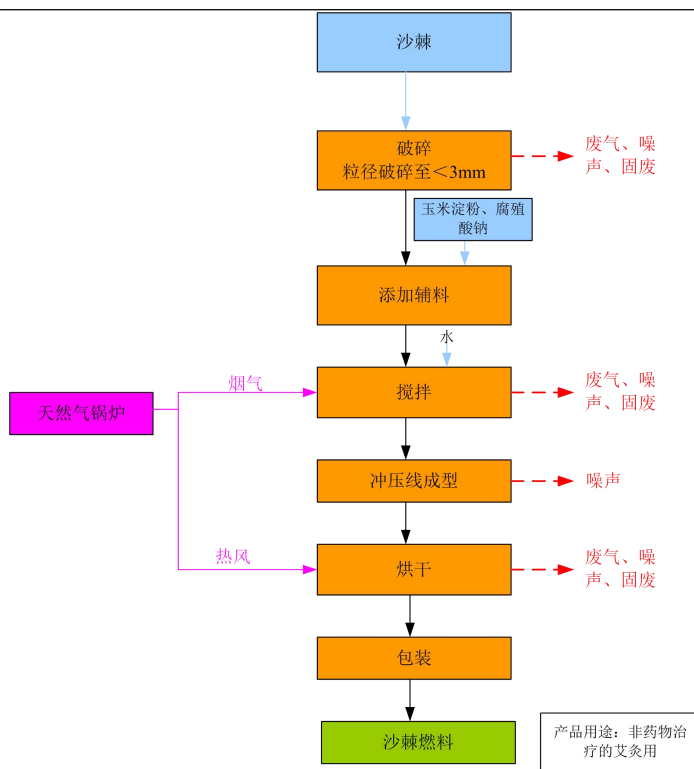 沙棘
破碎
粒径破碎至＜3mm
废气、噪
声、固废
玉米淀粉、腐殖
酸钠
添加辅料
水
烟气
天然气锅炉
搅拌
废气、噪
声、固废
冲压线成型
噪声
热风
烘干
废气、噪
声、固废
包装
沙棘燃料
产品用途：非药物治
疗的艾灸用